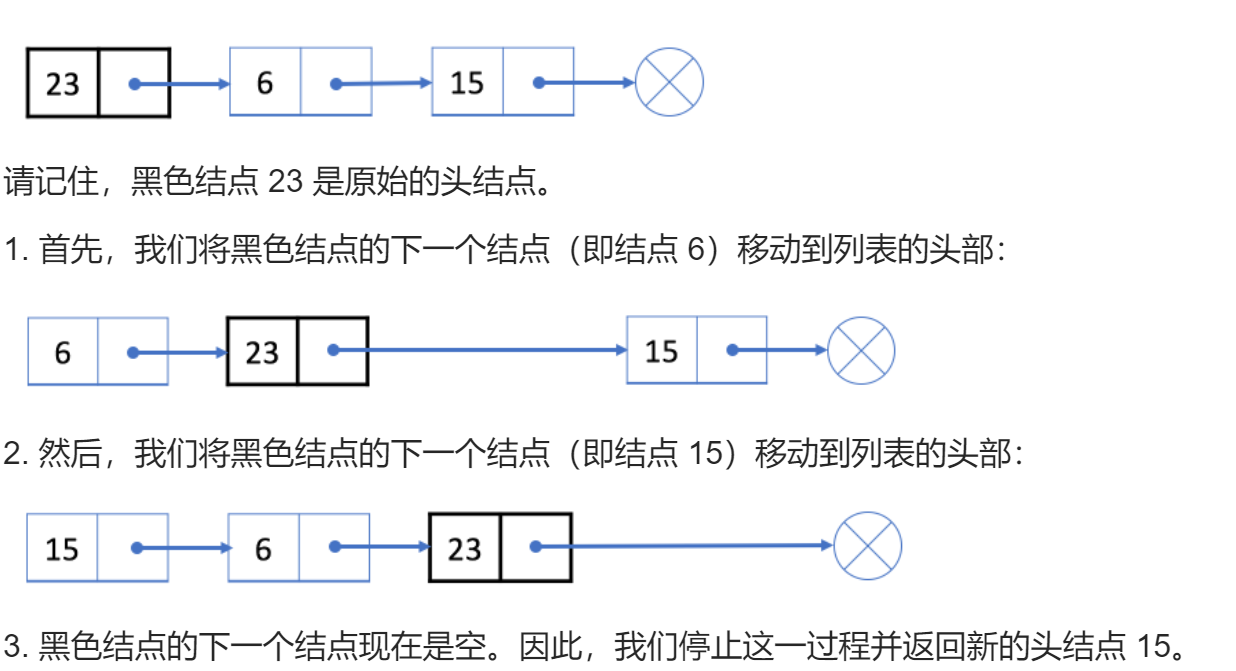 23 6 15
请记住，黑色结点 23 是原始的头结点。
1. 首先，我们将黑色结点的下一个结点（即结点 6）移动到列表的头部：
6 23 15
2. 然后，我们将黑色结点的下一个结点（即结点 15）移动到列表的头部：
15 6 23
3. 黑色结点的下一个结点现在是空。因此，我们停止这一过程并返回新的头结点 15。